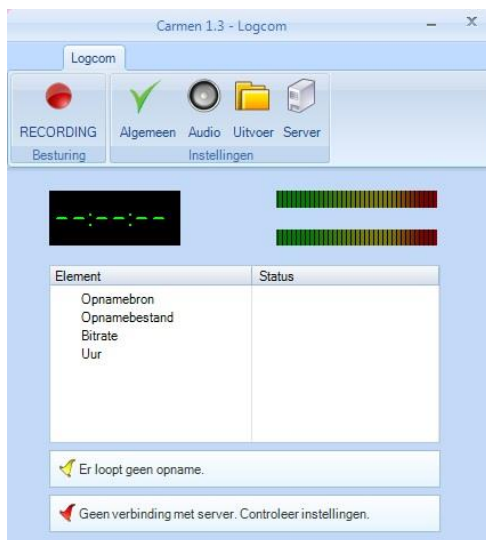 Carmen 1.3 - Logcom
Logcom
RECORDING Algemeen Audio Uitvoer Server
Besturing Instellingen
--:--:--
Element Status
Opnamebron
Opnamebestand
Bitrate
Uur
Er loopt geen opname.
Geen verbinding met server. Controleer instellingen.